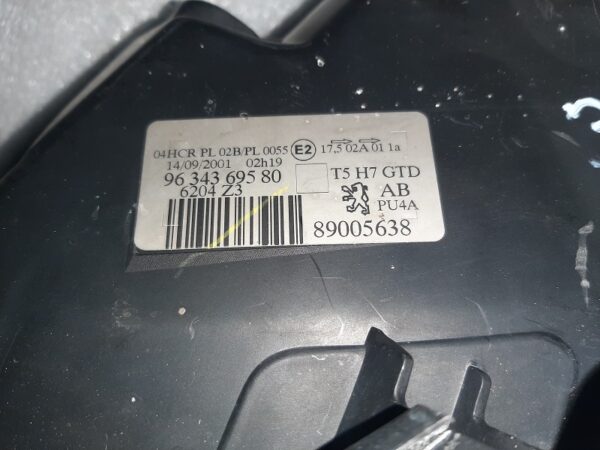 04HCR PL 02B/PL 0055 E2 17,5 02A 01 1a
14/09/2001 02h19
96 343 695 80 T5 H7 GTD
6204 Z3 AB
PU4A
89005638